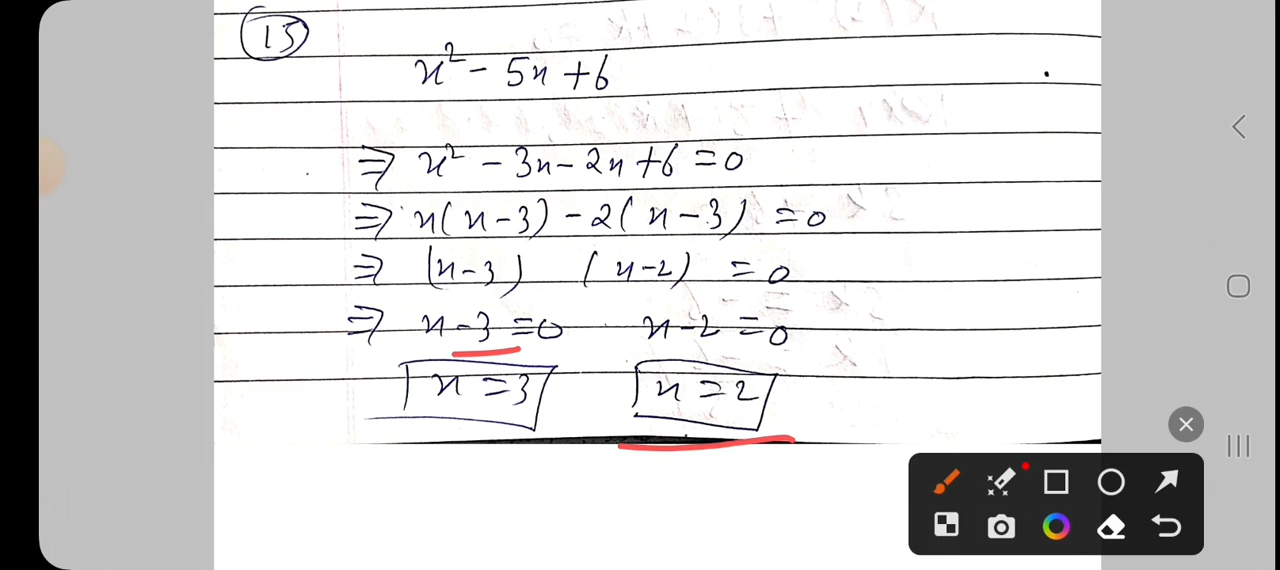 15
x² - 5x + 6
⇒ x² - 3x - 2x + 6 = 0
⇒ x(x-3) - 2(x-3) = 0
⇒ (x-3) (x-2) = 0
⇒ x-3=0 x-2=0
x=3 x=2